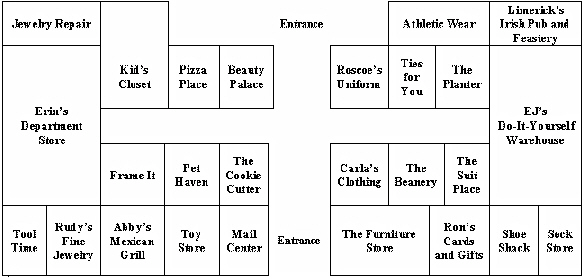 Jewelry Repair
Entrance
Athletic Wear
Limerick's
Irish Pub and
Feastery
Kid's
Closet
Pizza
Place
Beauty
Palace
Roscoe's
Uniform
Ties
for
You
The
Planter
Erin's
Department
Store
EJ's
Do-It-Yourself
Warehouse
Frame It
Pet
Haven
The
Cookie
Cutter
Carla's
Clothing
The
Beanery
The
Suit
Place
Tool
Time
Rudy's
Fine
Jewelry
Abby's
Mexican
Grill
Toy
Store
Mail
Center
Entrance
The Furniture
Store
Ron's
Cards
and Gifts
Shoe
Shack
Sock
Store